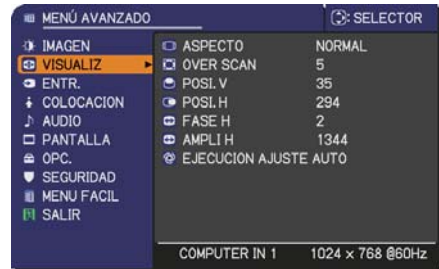 MENÚ AVANZADO
: SELECTOR
IMAGEN
VISUALIZ
ENTR.
COLOCACION
AUDIO
PANTALLA
OPC.
SEGURIDAD
MENU FACIL
SALIR
ASPECTO NORMAL
OVER SCAN 5
POSI. V 35
POSI. H 294
FASE H 2
AMPLI H 1344
EJECUCION AJUSTE AUTO
COMPUTER IN 1 1024 x 768 @60Hz